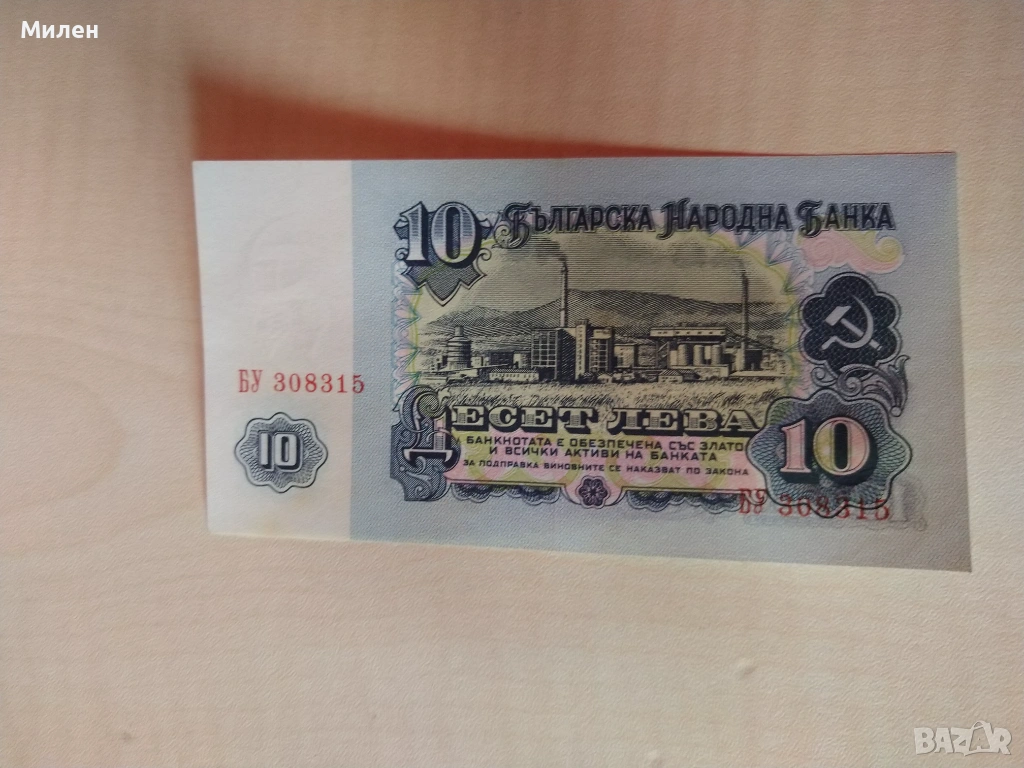 Милен
10 БЪЛГАРСКА НАРОДНА БАНКА
БУ 308315
ДЕСЕТ ЛЕВА
10
10
БАНКНОТАТА Е ОБЕЗПЕЧЕНА СЪС ЗЛАТО
И ВСИЧКИ АКТИВИ НА БАНКАТА
ЗА ПОДПРАВКА ВИНОВНИТЕ СЕ НАКАЗВАТ ПО ЗАКОНА
БУ 308315
BAZAR